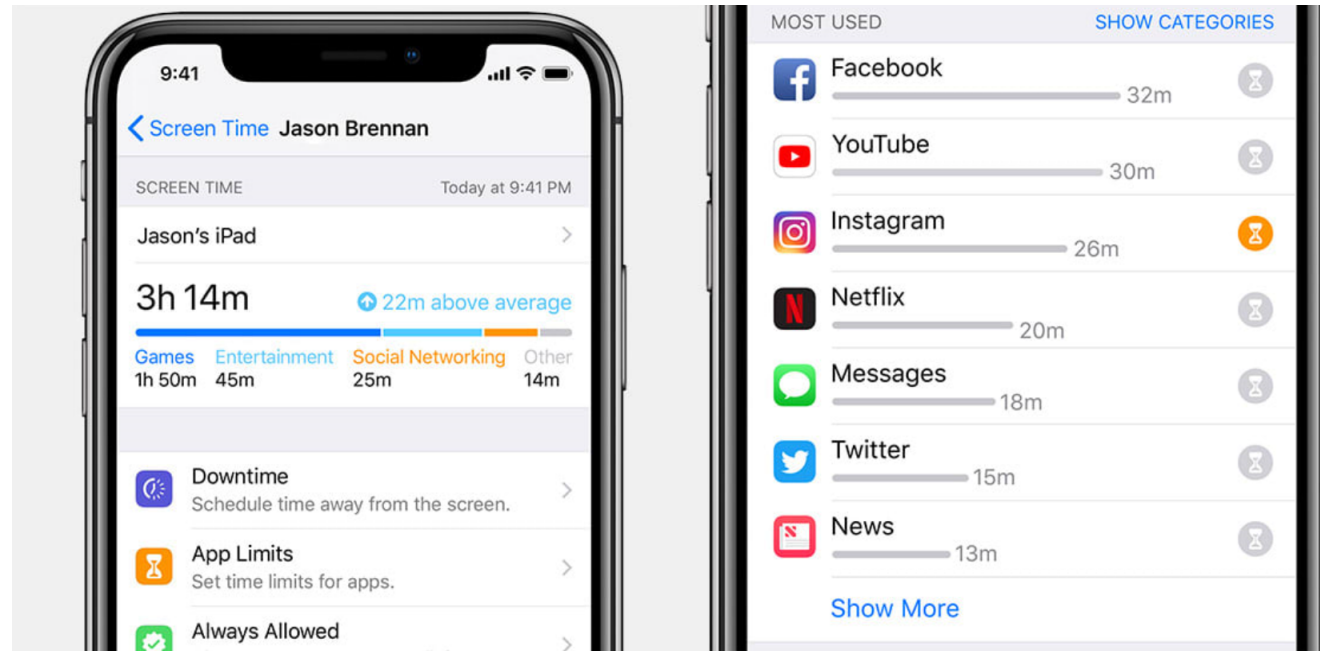 9:41
Screen Time Jason Brennan
SCREEN TIME Today at 9:41 PM
Jason's iPad
3h 14m 22m above average
Games Entertainment Social Networking Other
1h 50m 45m 25m 14m
Downtime
Schedule time away from the screen.
App Limits
Set time limits for apps.
Always Allowed
MOST USED SHOW CATEGORIES
Facebook
32m
YouTube
30m
Instagram
26m
Netflix
20m
Messages
18m
Twitter
15m
News
13m
Show More